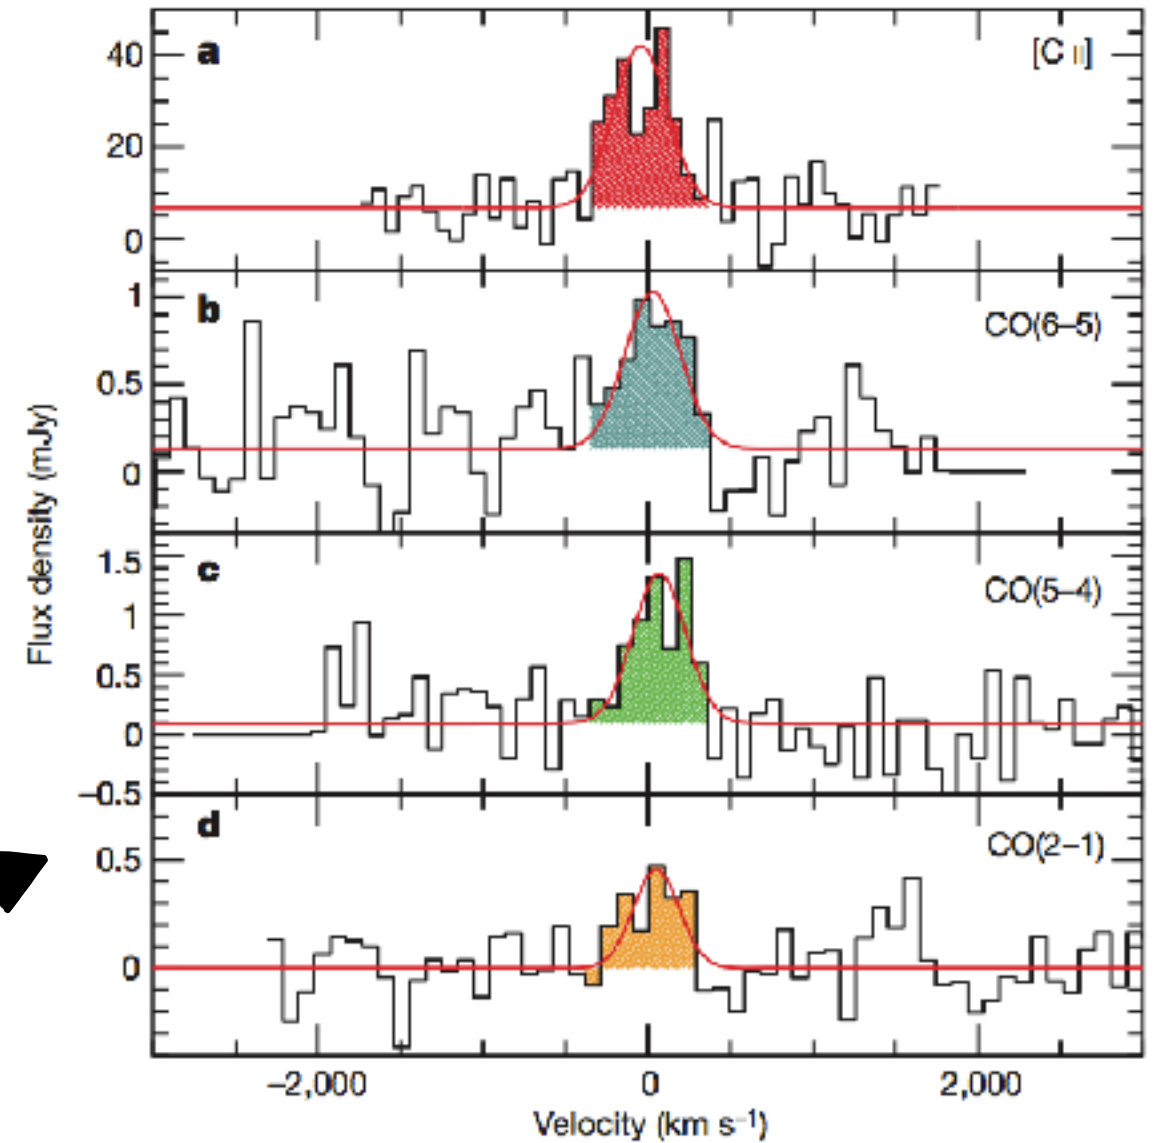 a
[C II]
40
20
0
b
CO(6–5)
1
0.5
0
c
CO(5–4)
1.5
1
0.5
0
–0.5
d
CO(2–1)
0.5
0
Flux density (mJy)
–2,000
0
2,000
Velocity (km s⁻¹)